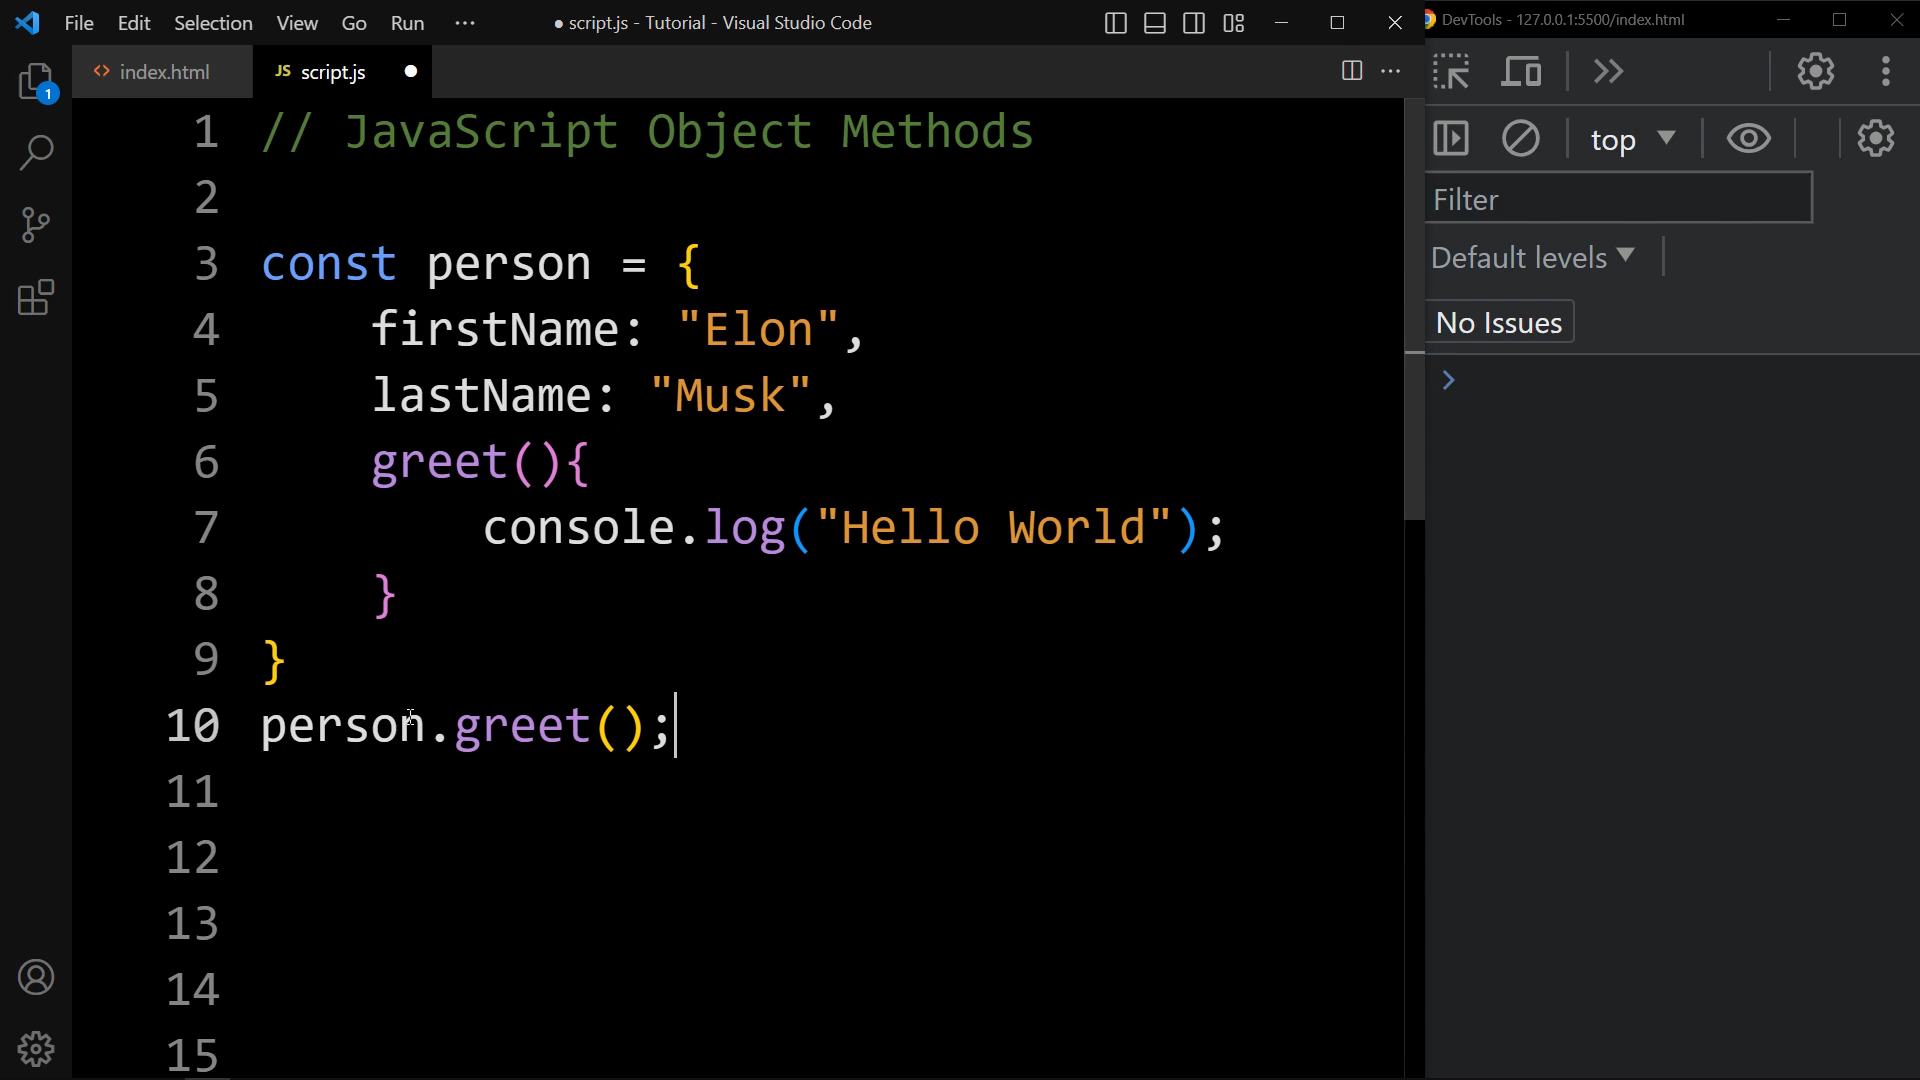 File Edit Selection View Go Run ··· ● script.js - Tutorial - Visual Studio Code
DevTools - 127.0.0.1:5500/index.html
<> index.html JS script.js ●
1 // JavaScript Object Methods
2
3 const person = {
4 firstName: "Elon",
5 lastName: "Musk",
6 greet(){
7 console.log("Hello World");
8 }
9 }
10 person.greet();
11
12
13
14
15
1
top
Filter
Default levels
No Issues
>